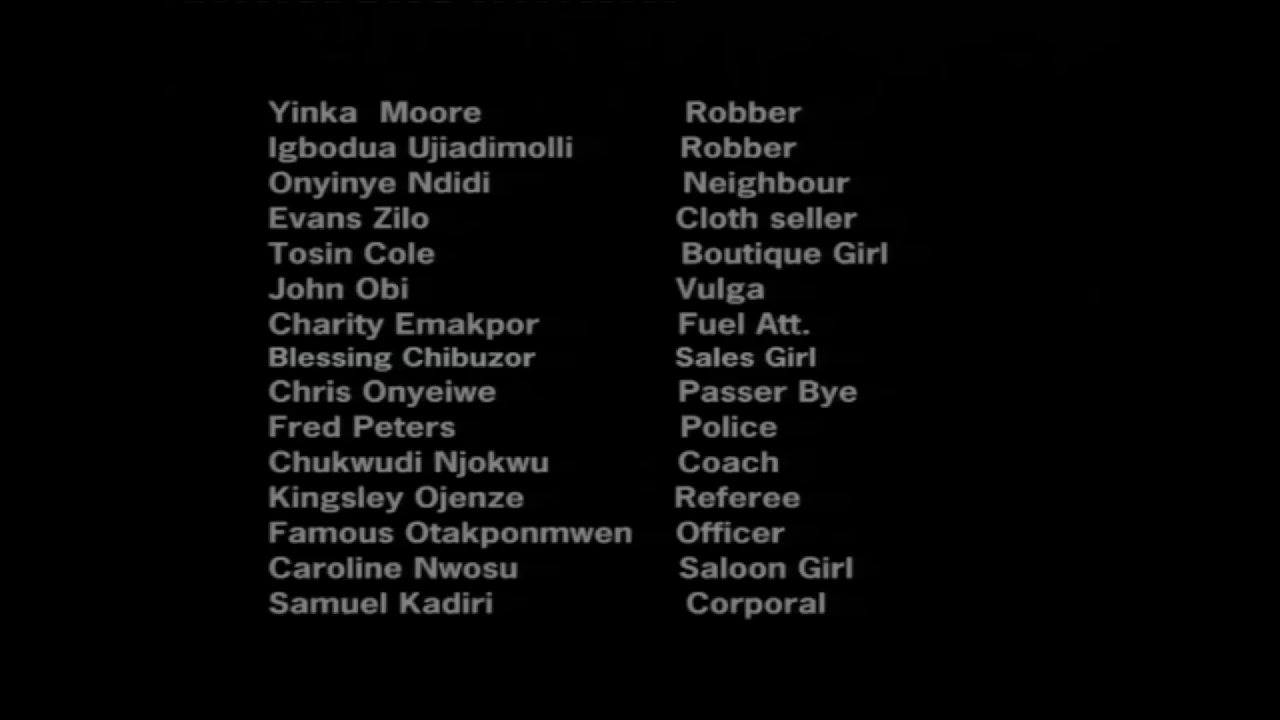 Yinka Moore Robber
Igbodua Ujiadimolli Robber
Onyinye Ndidi Neighbour
Evans Zilo Cloth seller
Tosin Cole Boutique Girl
John Obi Vulga
Charity Emakpor Fuel Att.
Blessing Chibuzor Sales Girl
Chris Onyeiwe Passer Bye
Fred Peters Police
Chukwudi Njokwu Coach
Kingsley Ojenze Referee
Famous Otakponmwen Officer
Caroline Nwosu Saloon Girl
Samuel Kadiri Corporal